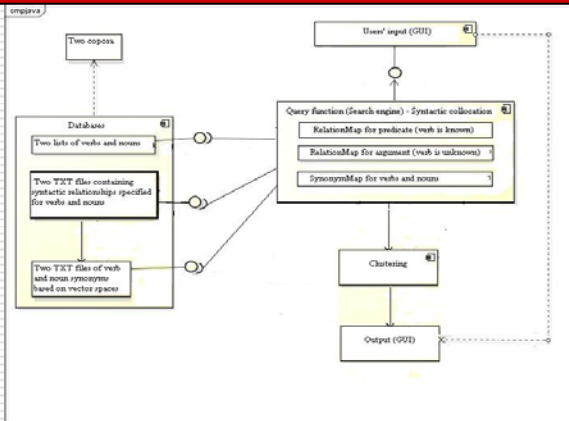 cmpjava
Two copora
Users' input (GUI)
Databases
Two lists of verbs and nouns
Two TXT files containing
syntactic relationships specified
for verbs and nouns
Two TXT files of verb
and noun synonyms
based on vector spaces
Query function (Search engine) - Syntactic collocation
RelationMap for predicate (verb is known)
RelationMap for argument (verb is unknown)
SynonymMap for verbs and nouns
Clustering
Output (GUI)